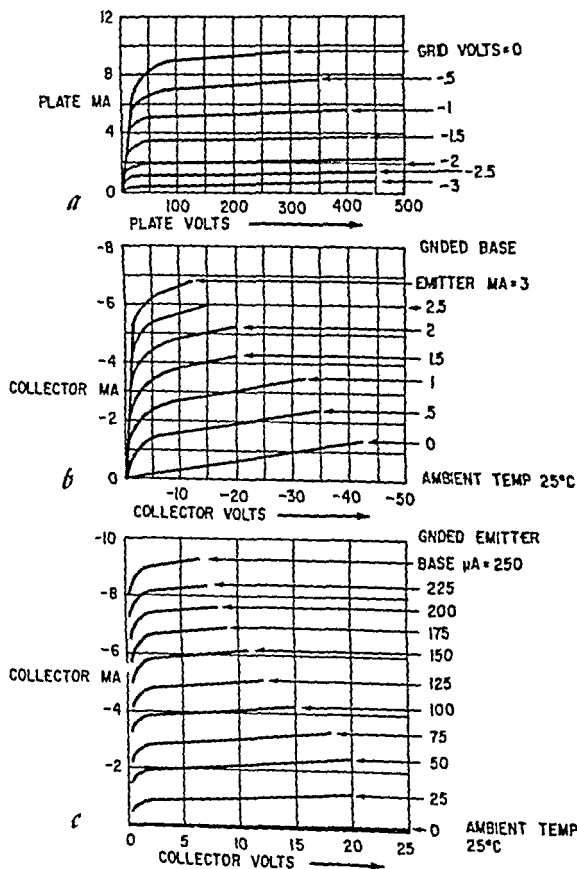 12
GRID VOLTS=0
8
-.5
PLATE MA
-1
4
-1.5
-2
-2.5
0
-3
a
100 200 300 400 500
PLATE VOLTS
-8
GNDED BASE
EMITTER MA=3
-6
2.5
2
-4
1.5
COLLECTOR MA
1
-2
.5
0
0
b
-10 -20 -30 -40 -50
AMBIENT TEMP 25°C
COLLECTOR VOLTS
-10
GNDED EMITTER
BASE μA=250
225
-8
200
175
-6
150
COLLECTOR MA
125
-4
100
75
-2
50
25
c
0
AMBIENT TEMP
25°C
0 5 10 15 20 25
COLLECTOR VOLTS